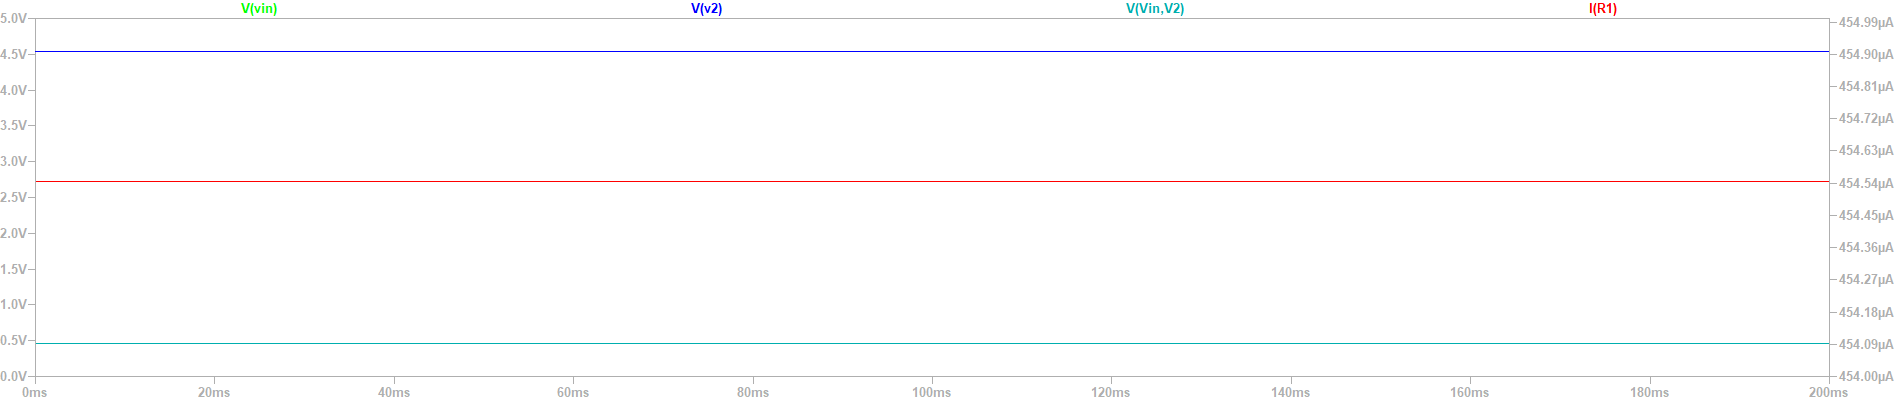 V(vin) V(v2) V(Vin,V2) I(R1)
5.0V 454.99µA
4.5V 454.90µA
4.0V 454.81µA
3.5V 454.72µA
3.0V 454.63µA
2.5V 454.54µA
2.0V 454.45µA
1.5V 454.36µA
1.0V 454.27µA
0.5V 454.18µA
0.0V 454.09µA
454.00µA
0ms 20ms 40ms 60ms 80ms 100ms 120ms 140ms 160ms 180ms 200ms